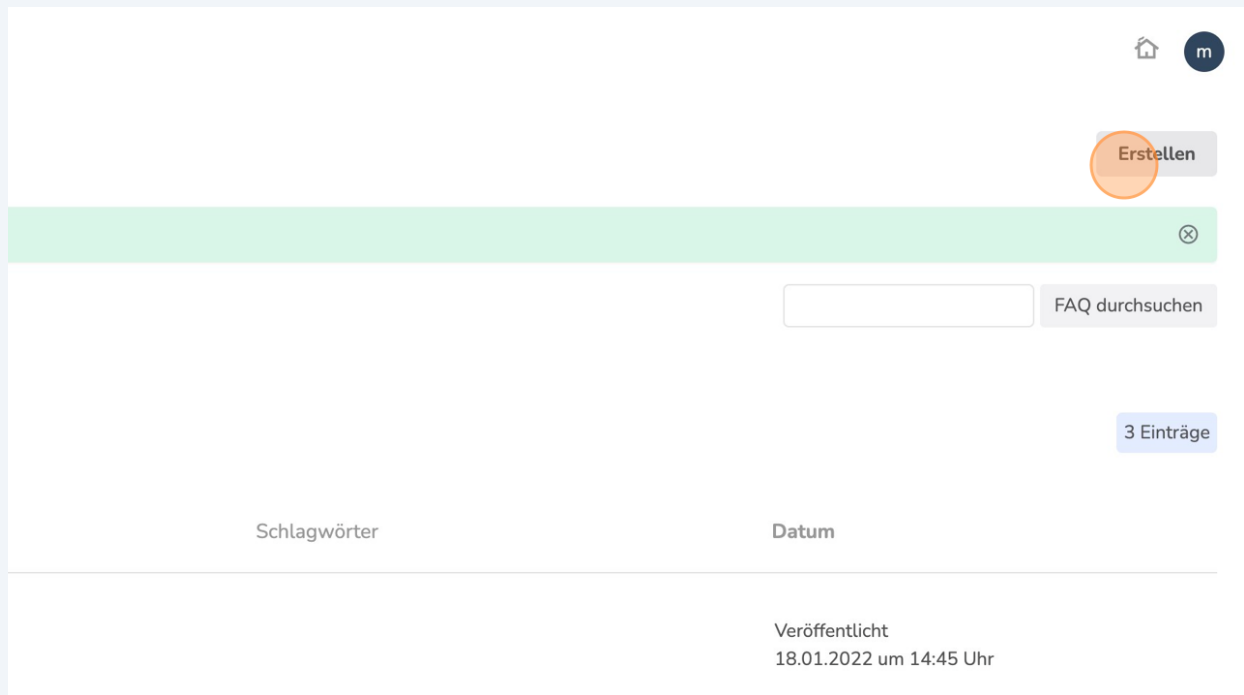 m
Erstellen
FAQ durchsuchen
3 Einträge
Schlagwörter Datum
Veröffentlicht
18.01.2022 um 14:45 Uhr